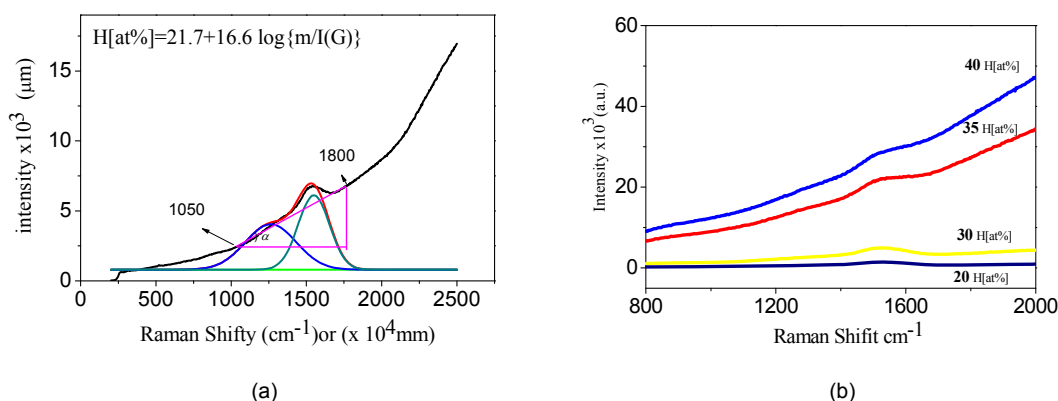 H[at%]=21.7+16.6 log{m/I(G)}
intensity x10³ (μm)
15
10
5
0
1800
1050
α
0 500 1000 1500 2000 2500
Raman Shifty (cm⁻¹)or (x 10⁴mm)
(a)
Intensity x10³ (a.u.)
60
40
20
0
40 H[at%]
35 H[at%]
30 H[at%]
20 H[at%]
800 1200 1600 2000
Raman Shifit cm⁻¹
(b)